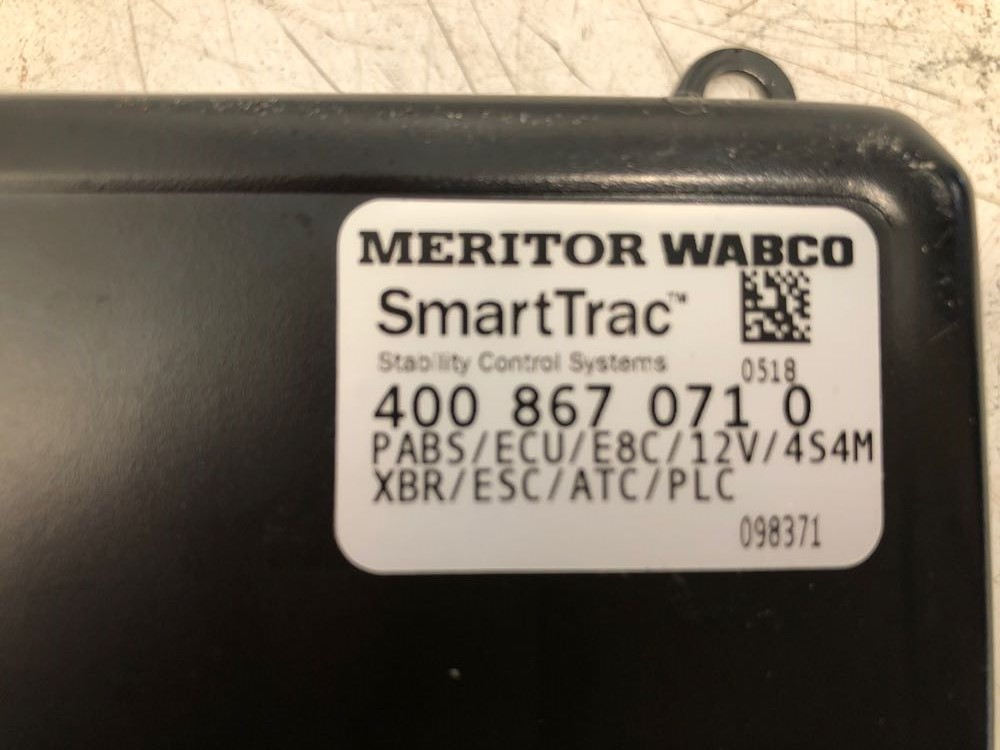 MERITOR WABCO
SmartTrac™
Stability Control Systems
0518
400 867 071 0
PABS/ECU/E8C/12V/4S4M
XBR/ESC/ATC/PLC
098371